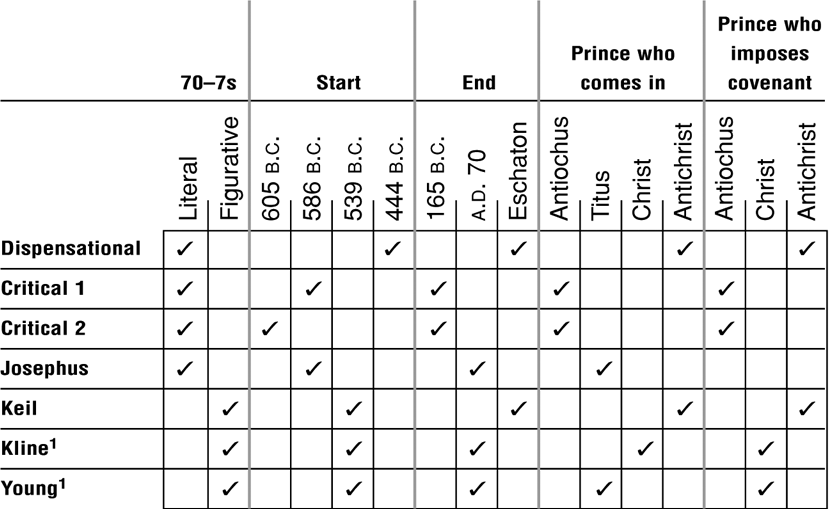 Prince who
imposes
covenant
Prince who
comes in
70–7s Start End
Literal Figurative 605 B.C. 586 B.C. 539 B.C. 444 B.C. 165 B.C. A.D. 70 Eschaton Antiochus Titus Christ Antichrist Antiochus Christ Antichrist
Dispensational ✓ ✓ ✓ ✓ ✓
Critical 1 ✓ ✓ ✓ ✓ ✓
Critical 2 ✓ ✓ ✓ ✓ ✓
Josephus ✓ ✓ ✓ ✓
Keil ✓ ✓ ✓ ✓ ✓
Kline¹ ✓ ✓ ✓ ✓ ✓
Young¹ ✓ ✓ ✓ ✓ ✓